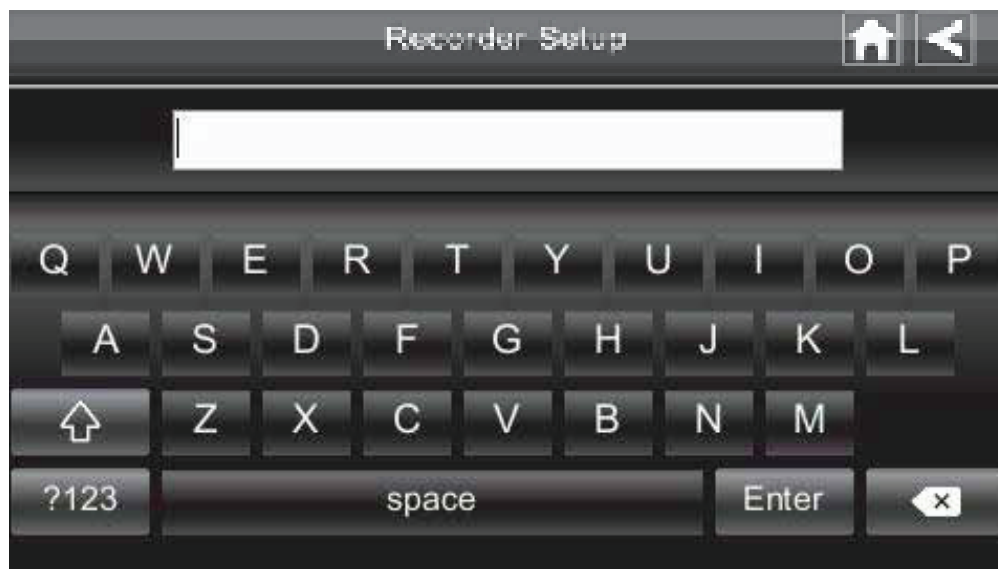 Recorder Setup
Q W E R T Y U I O P
A S D F G H J K L
Z X C V B N M
?123 space Enter